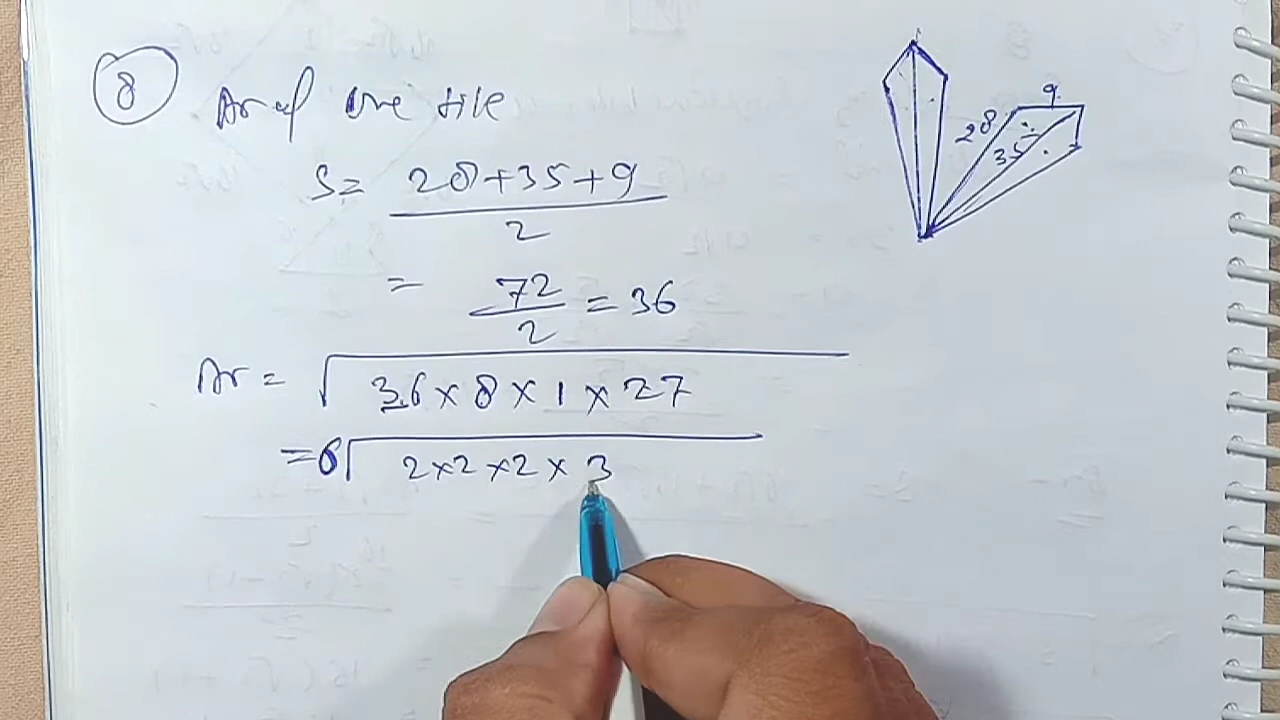 8 Ar of one tile
S = 28+35+9 / 2
= 72 / 2 = 36
Ar = √36 × 8 × 1 × 27
= 6√2×2×2×3
9
28
35